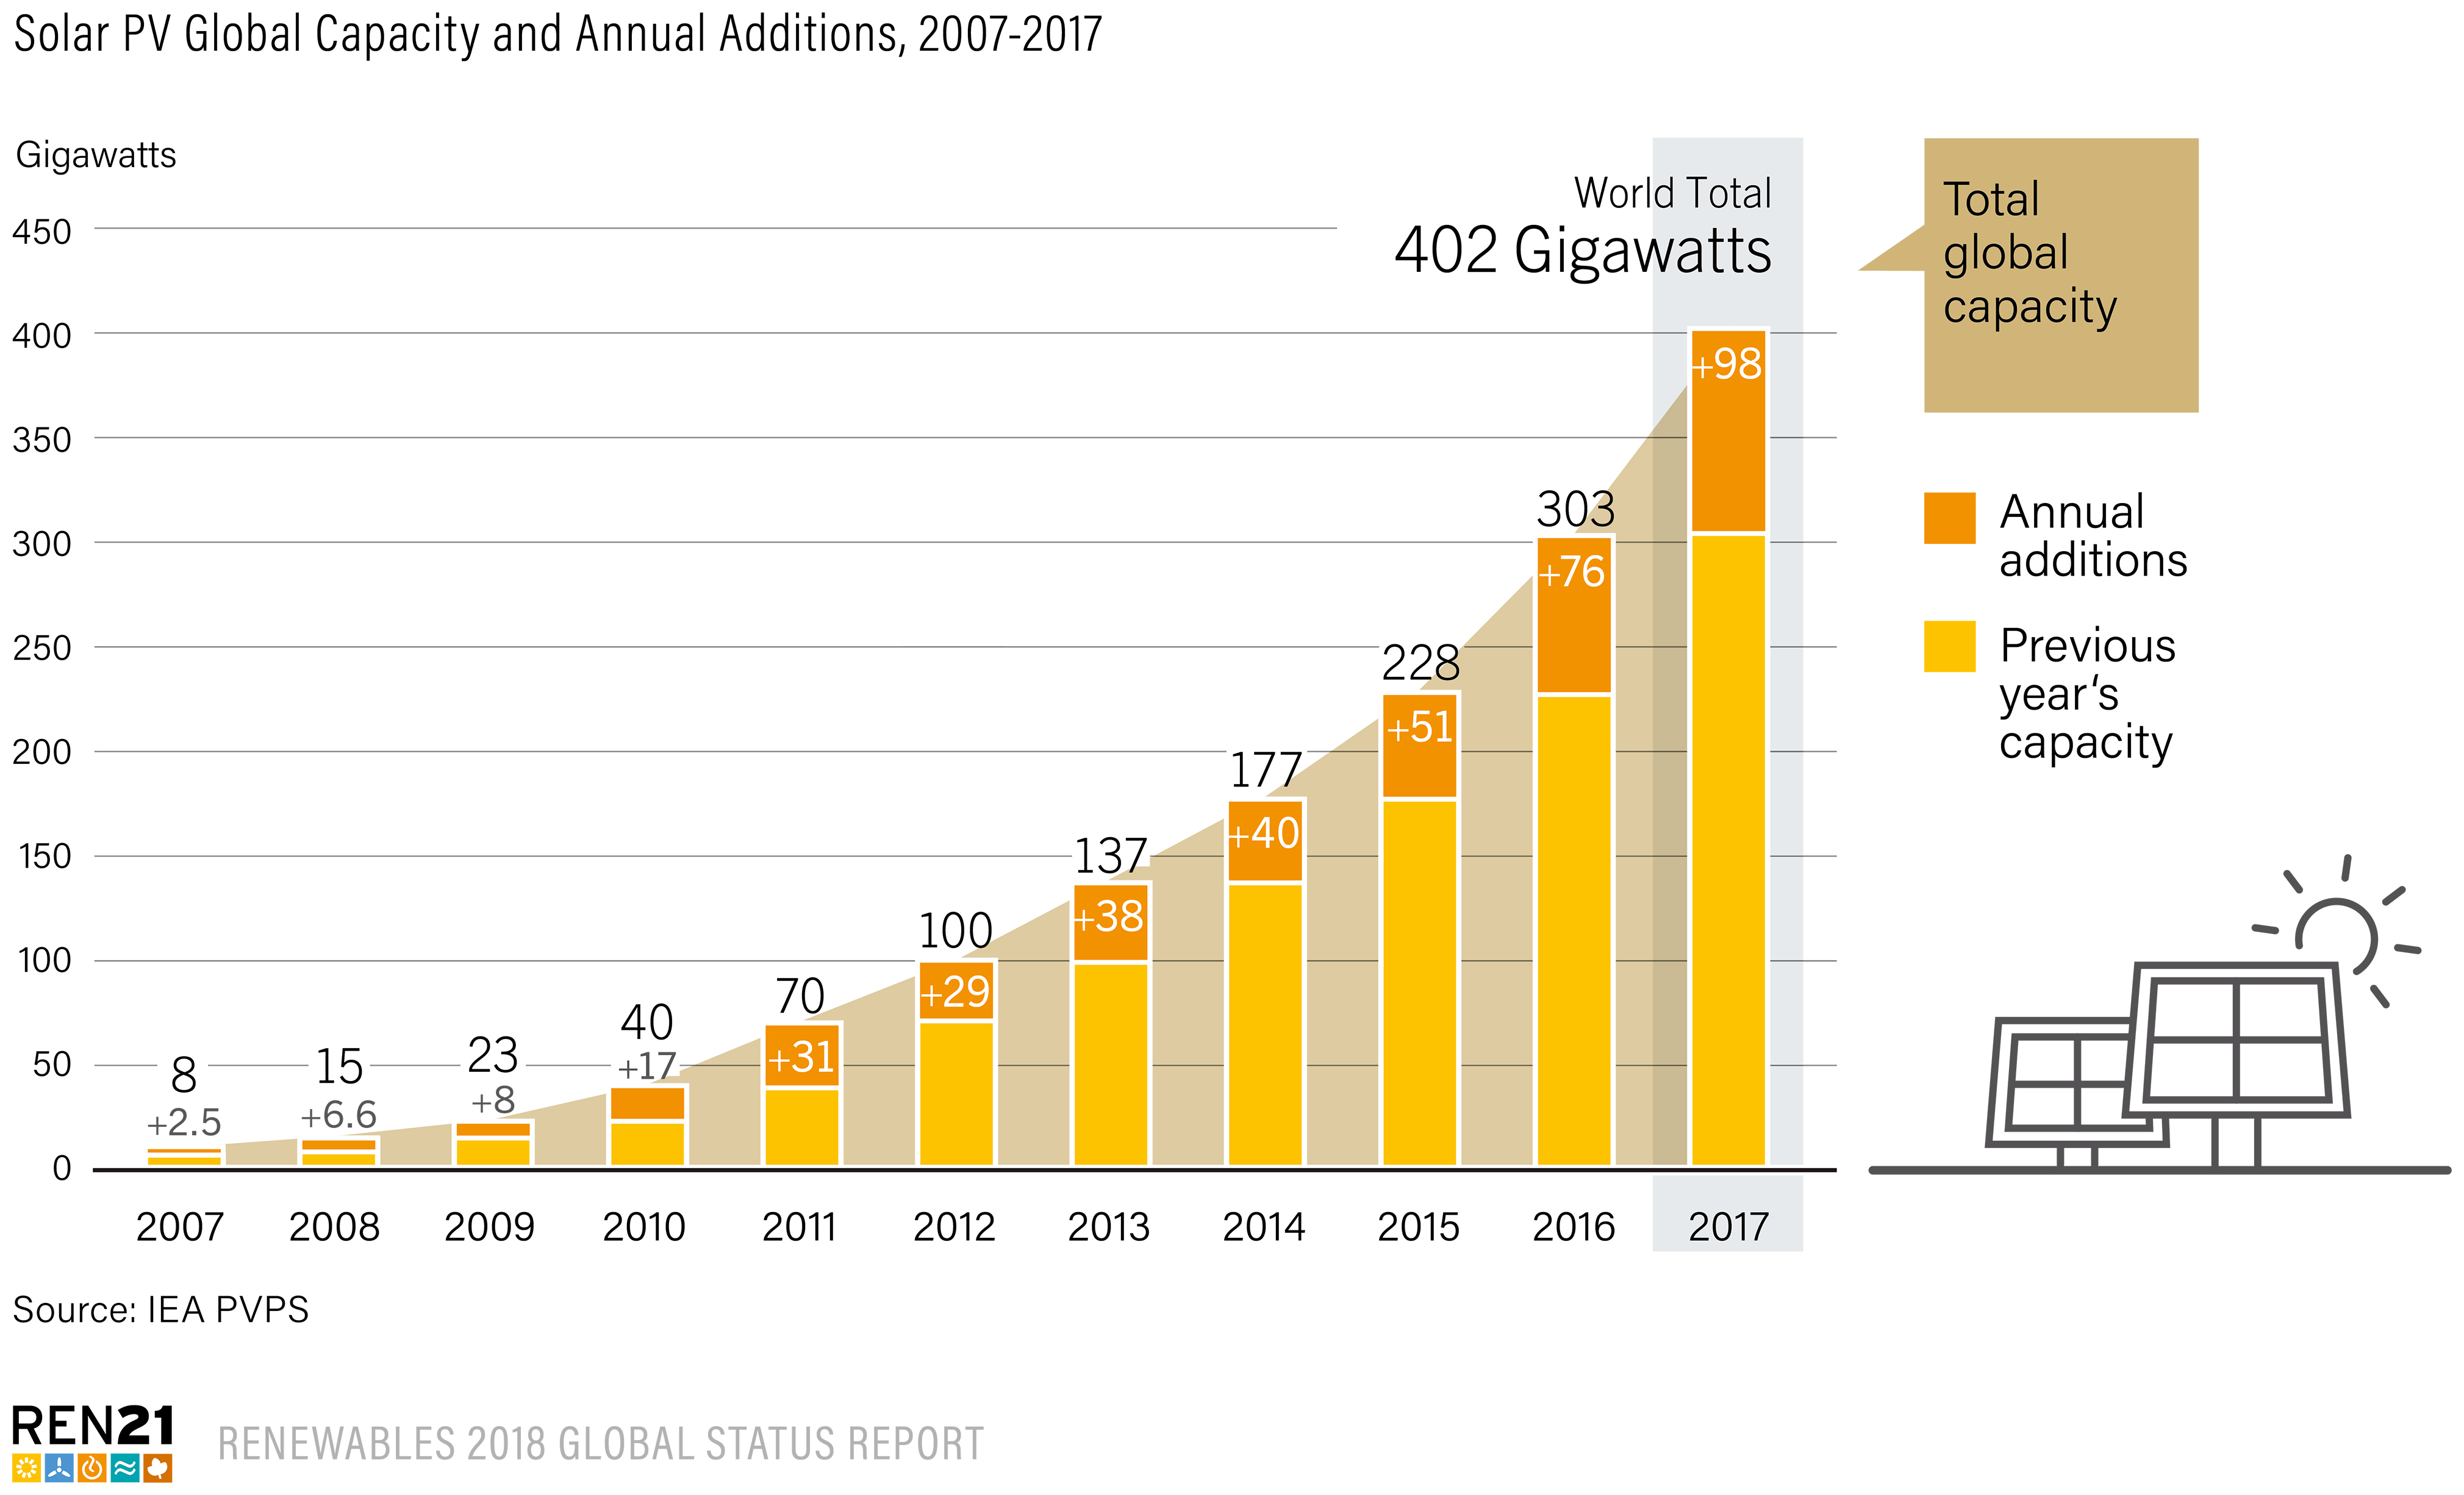 Solar PV Global Capacity and Annual Additions, 2007-2017
Gigawatts
World Total
402 Gigawatts
Total
global
capacity
Annual
additions
Previous
year‘s
capacity
450
400
350
300
250
200
150
100
50
0
8
+2.5
15
+6.6
23
+8
40
+17
70
+31
100
+29
137
+38
177
+40
228
+51
303
+76
+98
2007 2008 2009 2010 2011 2012 2013 2014 2015 2016 2017
Source: IEA PVPS
REN21
RENEWABLES 2018 GLOBAL STATUS REPORT